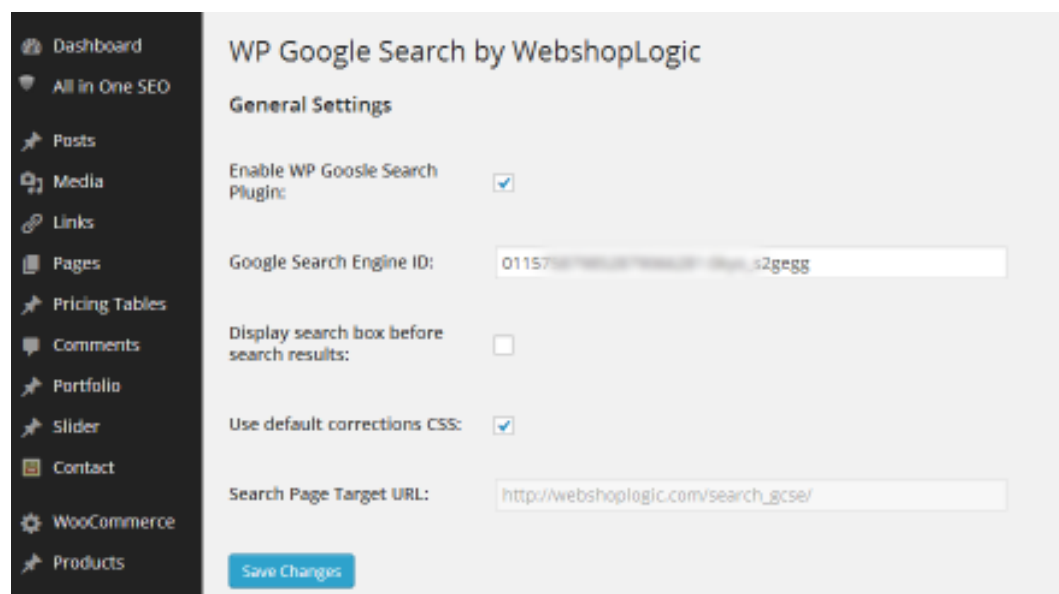 Dashboard
All in One SEO
Posts
Media
Links
Pages
Pricing Tables
Comments
Portfolio
Slider
Contact
WooCommerce
Products
WP Google Search by WebshopLogic
General Settings
Enable WP Goosle Search
Plugin:
Google Search Engine ID:
01157 s2gegg
Display search box before
search results:
Use default corrections CSS:
Search Page Target URL:
http://webshoplogic.com/search_gcse/
Save Changes